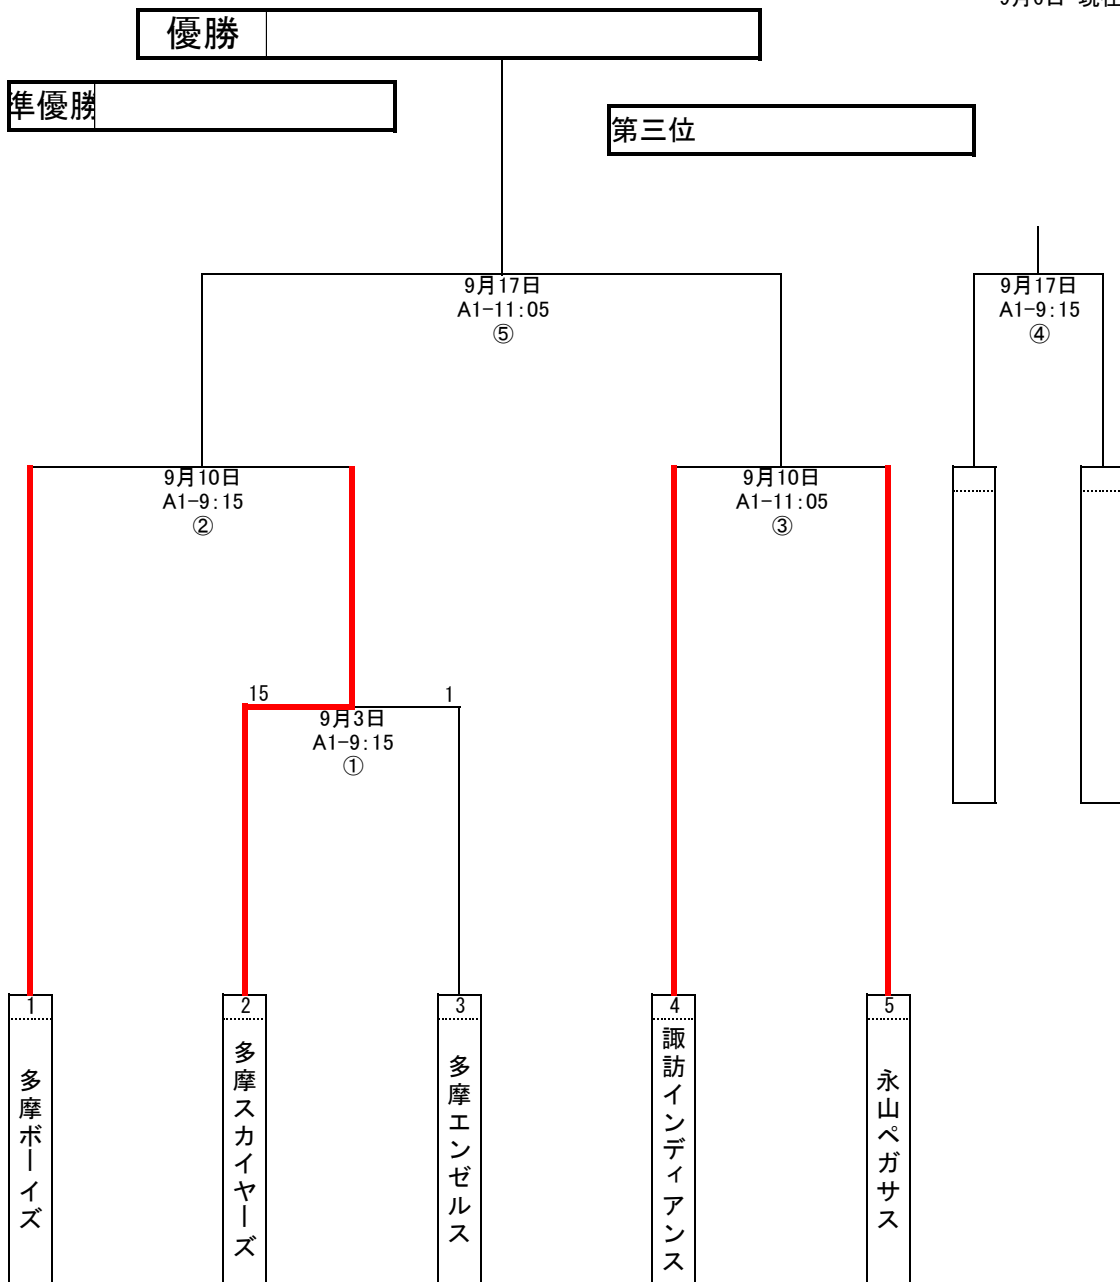 優勝
準優勝
第三位
9月17日
A1-11:05
⑤
9月17日
A1-9:15
④
9月10日
A1-9:15
②
9月10日
A1-11:05
③
15
1
9月3日
A1-9:15
①
1
2
3
4
5
多摩ボーイズ
多摩スカイヤーズ
多摩エンゼルス
諏訪インディアンス
永山ペガサス